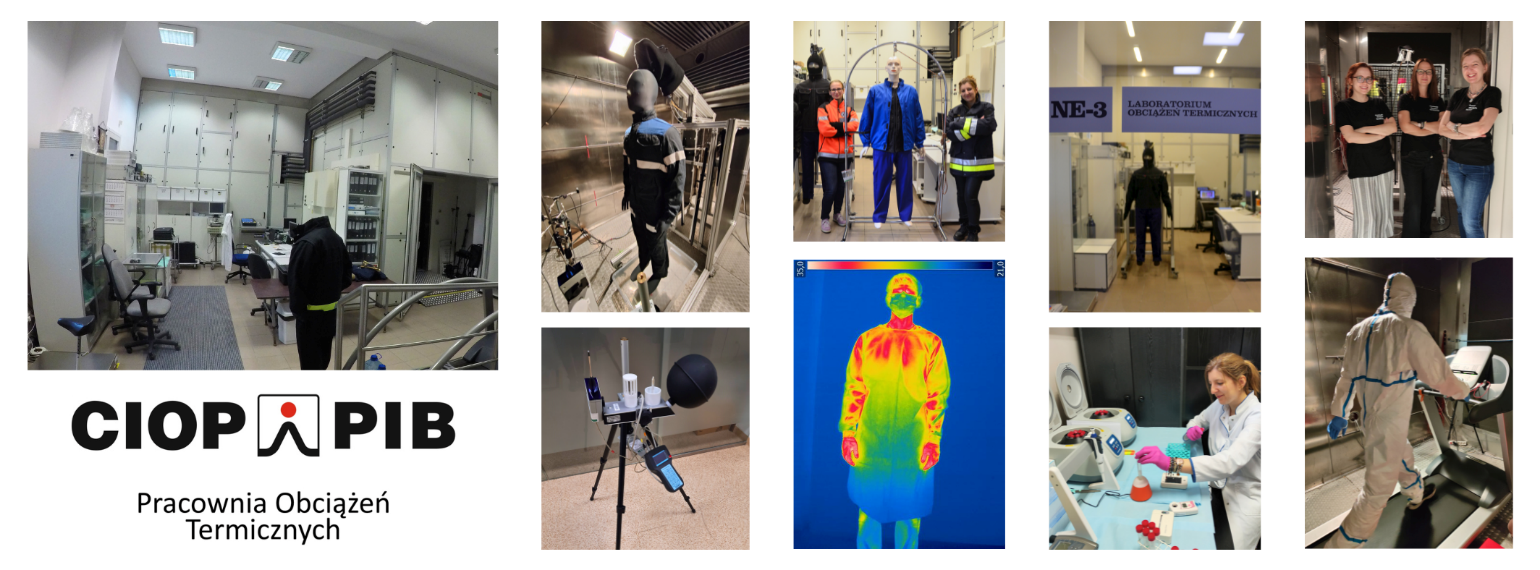 CIOP PIB
Pracownia Obciążeń
Termicznych
35,0
21,0
NE-3
LABORATORIUM
OBCIĄŻEŃ TERMICZNYCH